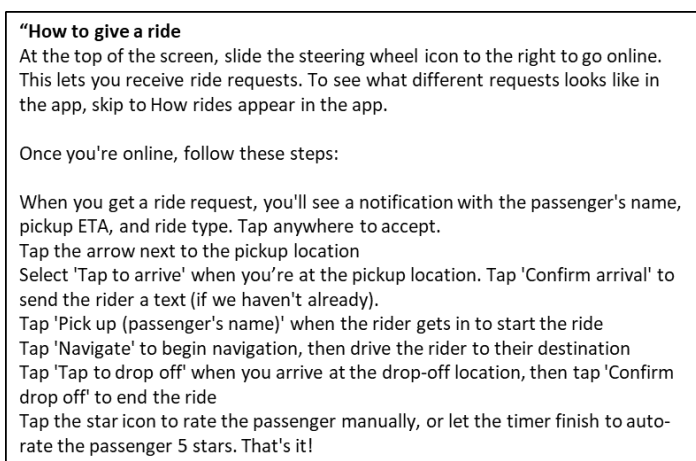 “How to give a ride
At the top of the screen, slide the steering wheel icon to the right to go online.
This lets you receive ride requests. To see what different requests looks like in
the app, skip to How rides appear in the app.
Once you're online, follow these steps:
When you get a ride request, you'll see a notification with the passenger's name,
pickup ETA, and ride type. Tap anywhere to accept.
Tap the arrow next to the pickup location
Select 'Tap to arrive' when you’re at the pickup location. Tap 'Confirm arrival' to
send the rider a text (if we haven't already).
Tap 'Pick up (passenger's name)' when the rider gets in to start the ride
Tap 'Navigate' to begin navigation, then drive the rider to their destination
Tap 'Tap to drop off' when you arrive at the drop-off location, then tap 'Confirm
drop off' to end the ride
Tap the star icon to rate the passenger manually, or let the timer finish to auto-
rate the passenger 5 stars. That's it!